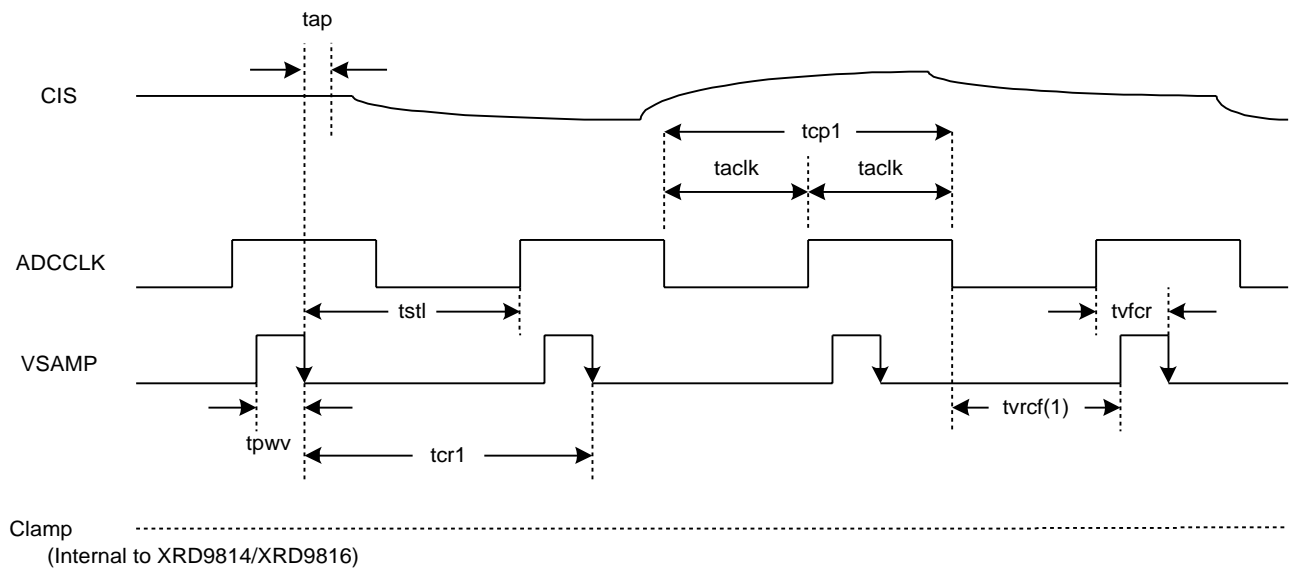 tap
CIS
tcp1
taclk taclk
ADCCLK
tstl tvfcr
VSAMP
tvrcf(1)
tpwv
tcr1
Clamp
(Internal to XRD9814/XRD9816)